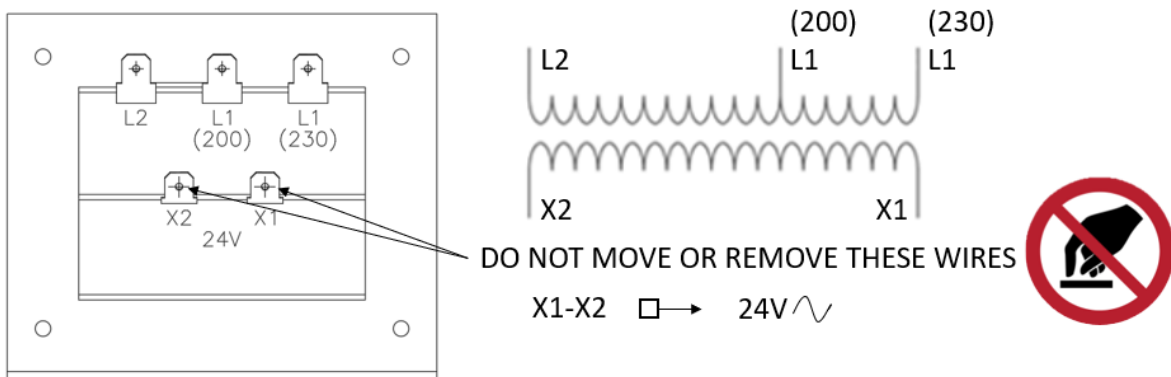 L2
L1
(200)
L1
(230)
X2
X1
24V
(200)
(230)
L2
L1
L1
X2
X1
DO NOT MOVE OR REMOVE THESE WIRES
X1-X2
24V